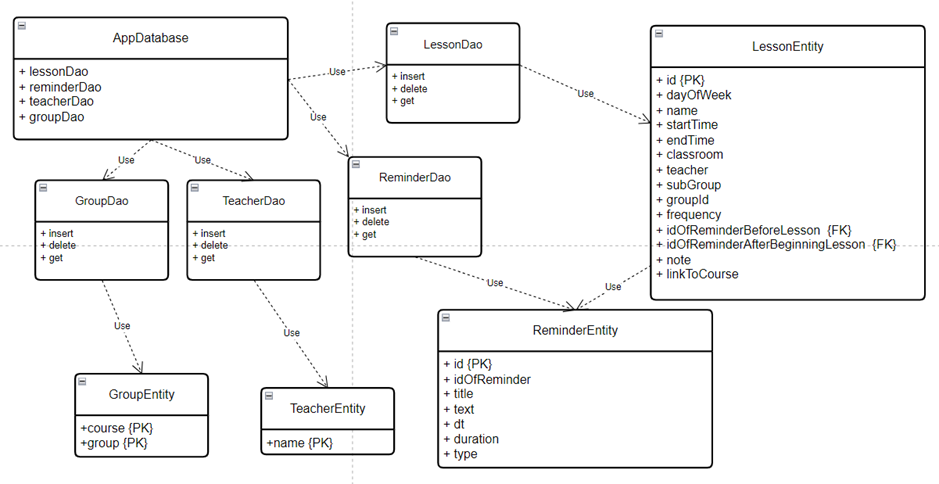 AppDatabase
+ lessonDao
+ reminderDao
+ teacherDao
+ groupDao
LessonDao
+ insert
+ delete
+ get
LessonEntity
+ id {PK}
+ dayOfWeek
+ name
+ startTime
+ endTime
+ classroom
+ teacher
+ subGroup
+ groupId
+ frequency
+ idOfReminderBeforeLesson {FK}
+ idOfReminderAfterBeginningLesson {FK}
+ note
+ linkToCourse
Use
Use
Use
Use
Use
GroupDao
+ insert
+ delete
+ get
TeacherDao
+ insert
+ delete
+ get
ReminderDao
+ insert
+ delete
+ get
Use
Use
Use
Use
ReminderEntity
+ id {PK}
+ idOfReminder
+ title
+ text
+ dt
+ duration
+ type
GroupEntity
+course {PK}
+group {PK}
TeacherEntity
+name {PK}